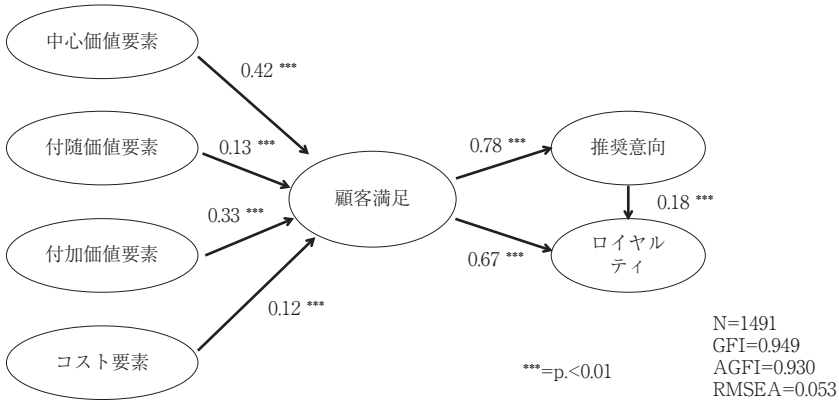 中心価値要素
0.42 ***
付随価値要素
0.13 ***
0.78 ***
推奨意向
顧客満足
0.33 ***
0.18 ***
付加価値要素
0.67 ***
ロイヤル
ティ
0.12 ***
コスト要素
***=p.<0.01
N=1491
GFI=0.949
AGFI=0.930
RMSEA=0.053